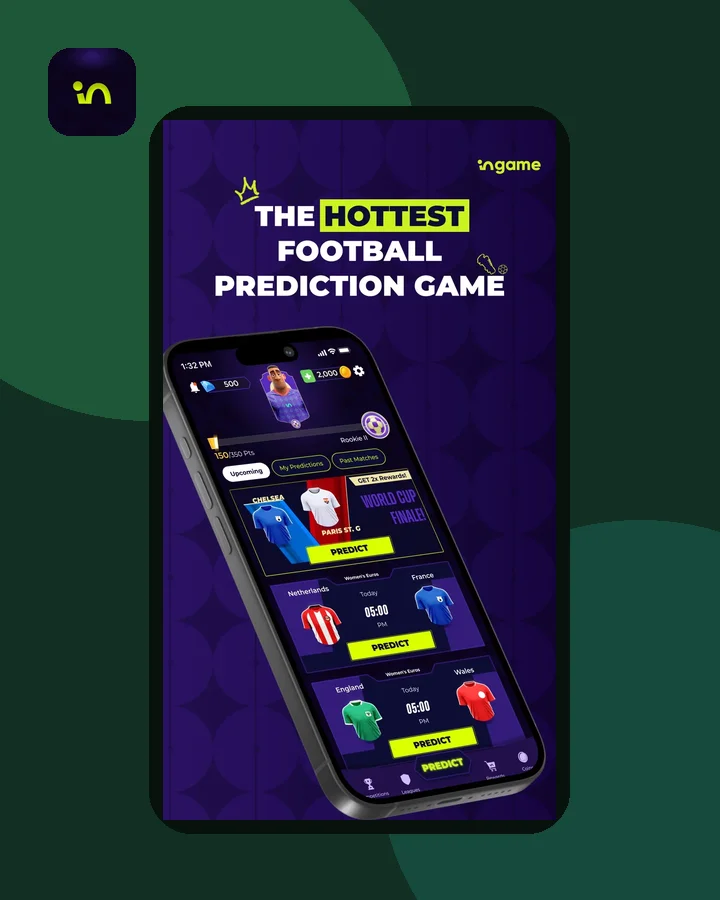 in
ingame
THE HOTTEST
FOOTBALL
PREDICTION GAME
1:32 PM
500
2,000
Rookie II
150/350 Pts
Upcoming
My Predictions
Past Matches
GET 2x Rewards!
CHELSEA
WORLD CUP
FINALE!
PARIS ST. G
PREDICT
Women's Euros
Netherlands
Today
France
05:00
PM
PREDICT
Women's Euros
England
Today
Wales
05:00
PM
PREDICT
PREDICT
Leagues
Rewards